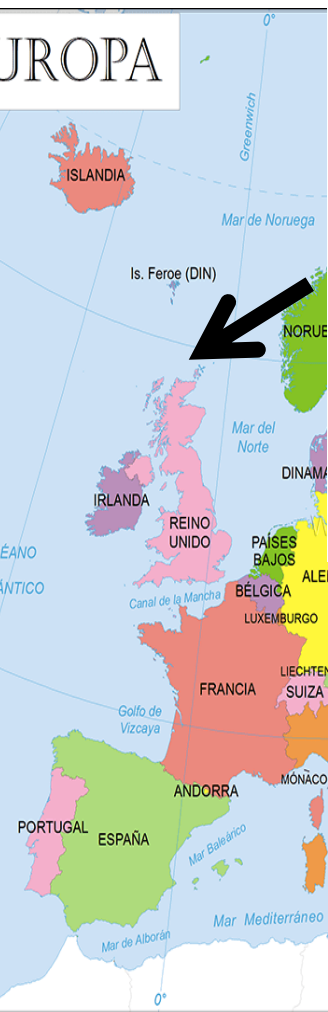 UROPA
0°
Greenwich
ISLANDIA
Mar de Noruega
Is. Feroe (DIN)
NORUE
Mar del
Norte
DINAMA
IRLANDA
REINO
UNIDO
PAÍSES
BAJOS
ÉANO
ÁNTICO
ALE
BÉLGICA
Canal de la Mancha
LUXEMBURGO
LIECHTEN
FRANCIA
SUIZA
Golfo de
Vizcaya
MÓNACO
ANDORRA
PORTUGAL
ESPAÑA
Mar Baleárico
Mar Mediterráneo
Mar de Alborán
0°